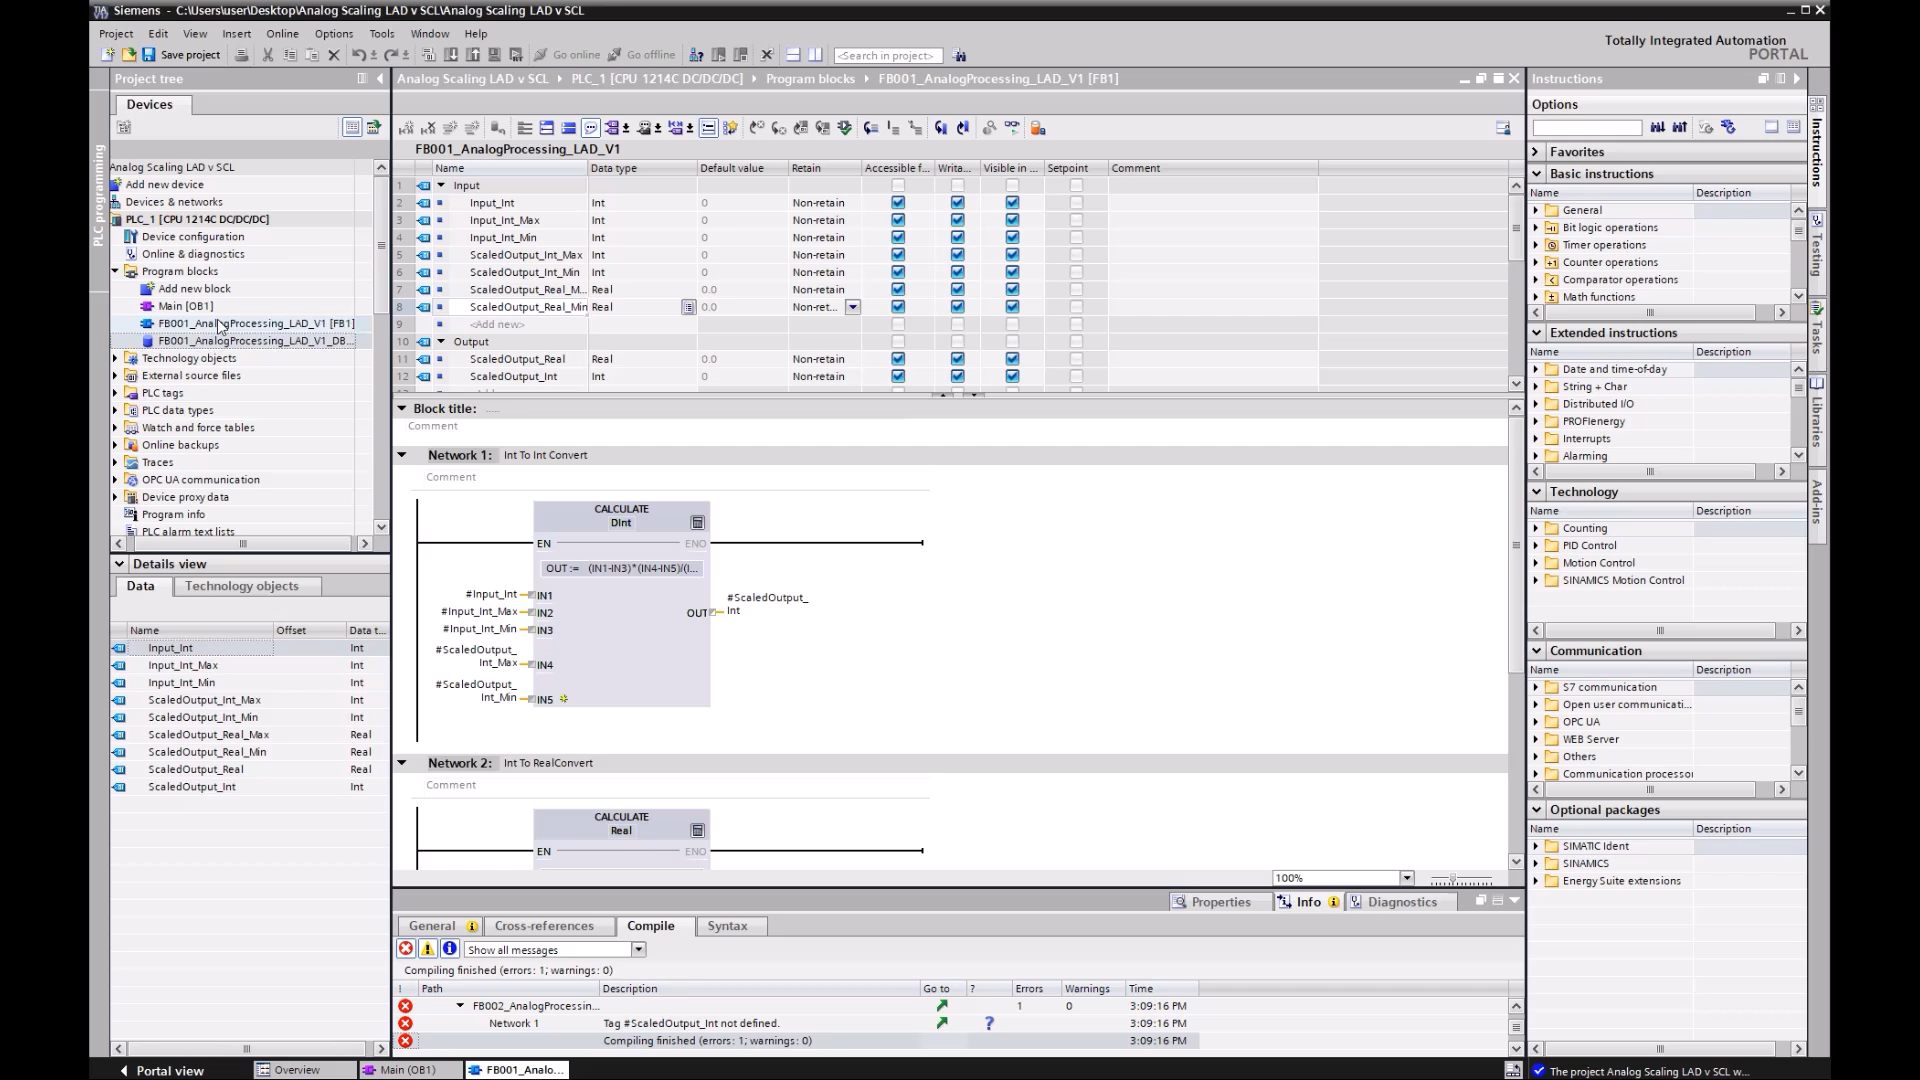 Siemens - C:\Users\user\Desktop\Analog Scaling LAD v SCL\Analog Scaling LAD v SCL
Project Edit View Insert Online Options Tools Window Help
Totally Integrated Automation
PORTAL
Save project Go online Go offline <Search in project>
Project tree
Devices
PLC programming
Analog Scaling LAD v SCL
Add new device
Devices & networks
PLC_1 [CPU 1214C DC/DC/DC]
Device configuration
Online & diagnostics
Program blocks
Add new block
Main [OB1]
FB001_AnalogProcessing_LAD_V1 [FB1]
FB001_AnalogProcessing_LAD_V1_DB...
Technology objects
External source files
PLC tags
PLC data types
Watch and force tables
Online backups
Traces
OPC UA communication
Device proxy data
Program info
PLC alarm text lists
Details view
Data Technology objects
Name Offset Data t...
Input_Int Int
Input_Int_Max Int
Input_Int_Min Int
ScaledOutput_Int_Max Int
ScaledOutput_Int_Min Int
ScaledOutput_Real_Max Real
ScaledOutput_Real_Min Real
ScaledOutput_Real Real
ScaledOutput_Int Int
Analog Scaling LAD v SCL PLC_1 [CPU 1214C DC/DC/DC] Program blocks FB001_AnalogProcessing_LAD_V1 [FB1]
FB001_AnalogProcessing_LAD_V1
Name Data type Default value Retain Accessible f... Writa... Visible in ... Setpoint Comment
1 Input
2 Input_Int Int 0 Non-retain
3 Input_Int_Max Int 0 Non-retain
4 Input_Int_Min Int 0 Non-retain
5 ScaledOutput_Int_Max Int 0 Non-retain
6 ScaledOutput_Int_Min Int 0 Non-retain
7 ScaledOutput_Real_M... Real 0.0 Non-retain
8 ScaledOutput_Real_Min Real 0.0 Non-ret...
9 <Add new>
10 Output
11 ScaledOutput_Real Real 0.0 Non-retain
12 ScaledOutput_Int Int 0 Non-retain
Block title: .....
Comment
Network 1: Int To Int Convert
Comment
CALCULATE
DInt
EN ENO
OUT := (IN1-IN3)*(IN4-IN5)/(I...
#Input_Int IN1
#Input_Int_Max IN2
#Input_Int_Min IN3
#ScaledOutput_
Int_Max IN4
#ScaledOutput_
Int_Min IN5
#ScaledOutput_
OUT Int
Network 2: Int To RealConvert
Comment
CALCULATE
Real
EN ENO
100%
Properties Info Diagnostics
General Cross-references Compile Syntax
Show all messages
Compiling finished (errors: 1; warnings: 0)
! Path Description Go to ? Errors Warnings Time
FB002_AnalogProcessin... 1 0 3:09:16 PM
Network 1 Tag #ScaledOutput_Int not defined. 3:09:16 PM
Compiling finished (errors: 1; warnings: 0) 3:09:16 PM
Instructions
Options
Favorites
Basic instructions
Name Description
General
Bit logic operations
Timer operations
Counter operations
Comparator operations
Math functions
Extended instructions
Name Description
Date and time-of-day
String + Char
Distributed I/O
PROFIenergy
Interrupts
Alarming
Technology
Name Description
Counting
PID Control
Motion Control
SINAMICS Motion Control
Communication
Name Description
S7 communication
Open user communicati...
OPC UA
WEB Server
Others
Communication processor
Optional packages
Name Description
SIMATIC Ident
SINAMICS
Energy Suite extensions
Instructions
Testing
Tasks
Libraries
Add-ins
Portal view Overview Main (OB1) FB001_Analo...
The project Analog Scaling LAD v SCL w...